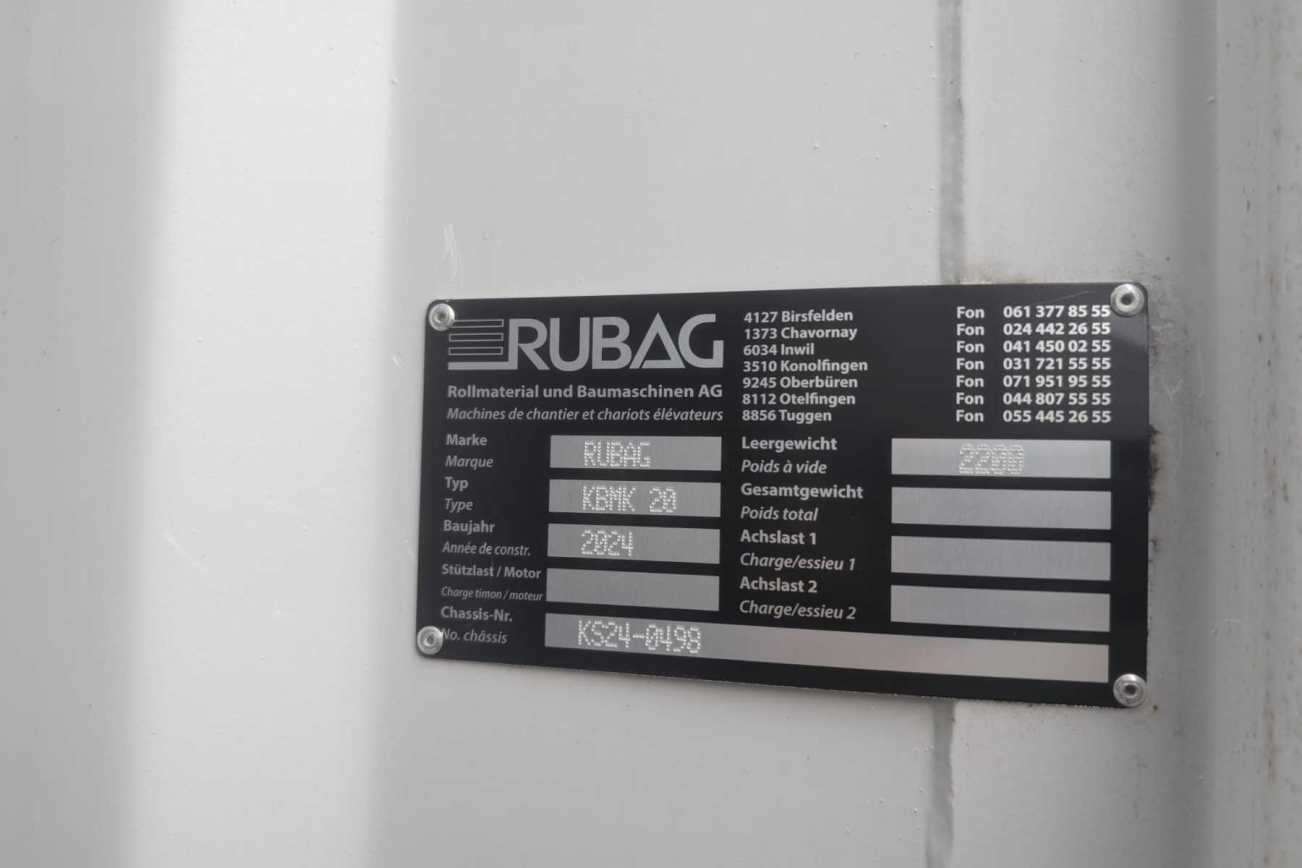 RUBAG
Rollmaterial und Baumaschinen AG
Machines de chantier et chariots élévateurs
4127 Birsfelden Fon 061 377 85 55
1373 Chavornay Fon 024 442 26 55
6034 Inwil Fon 041 450 02 55
3510 Konolfingen Fon 031 721 55 55
9245 Oberbüren Fon 071 951 95 55
8112 Otelfingen Fon 044 807 55 55
8856 Tuggen Fon 055 445 26 55
Marke
Marque
RUBAG
Typ
Type
KBMK 20
Baujahr
Année de constr.
2024
Stützlast / Motor
Charge timon / moteur
Chassis-Nr.
No. châssis
KS24-0498
Leergewicht
Poids à vide
2200
Gesamtgewicht
Poids total
Achslast 1
Charge/essieu 1
Achslast 2
Charge/essieu 2